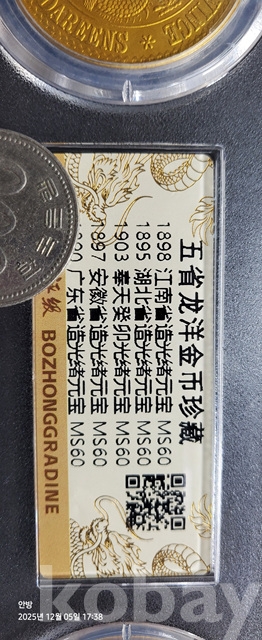 五省龙洋金币珍藏
1898 江南省造光绪元宝 MS60
1895 湖北省造光绪元宝 MS60
1903 奉天癸卯光绪元宝 MS60
1897 安徽省造光绪元宝 MS60
广东省造光绪元宝 MS60
BOZHONGGRADINE
안방
2025년 12월 05일 17:38
kobay